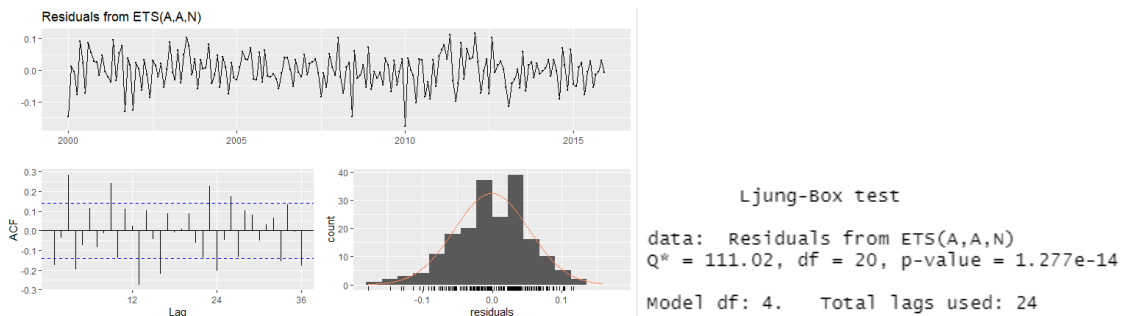 Residuals from ETS(A,A,N)
0.1
0.0
-0.1
2000 2005 2010 2015
0.3
0.2
0.1
0.0
-0.1
-0.2
-0.3
ACF
12 24 36
Lag
40
30
20
10
0
count
-0.1 0.0 0.1
residuals
Ljung-Box test
data: Residuals from ETS(A,A,N)
Q* = 111.02, df = 20, p-value = 1.277e-14
Model df: 4. Total lags used: 24